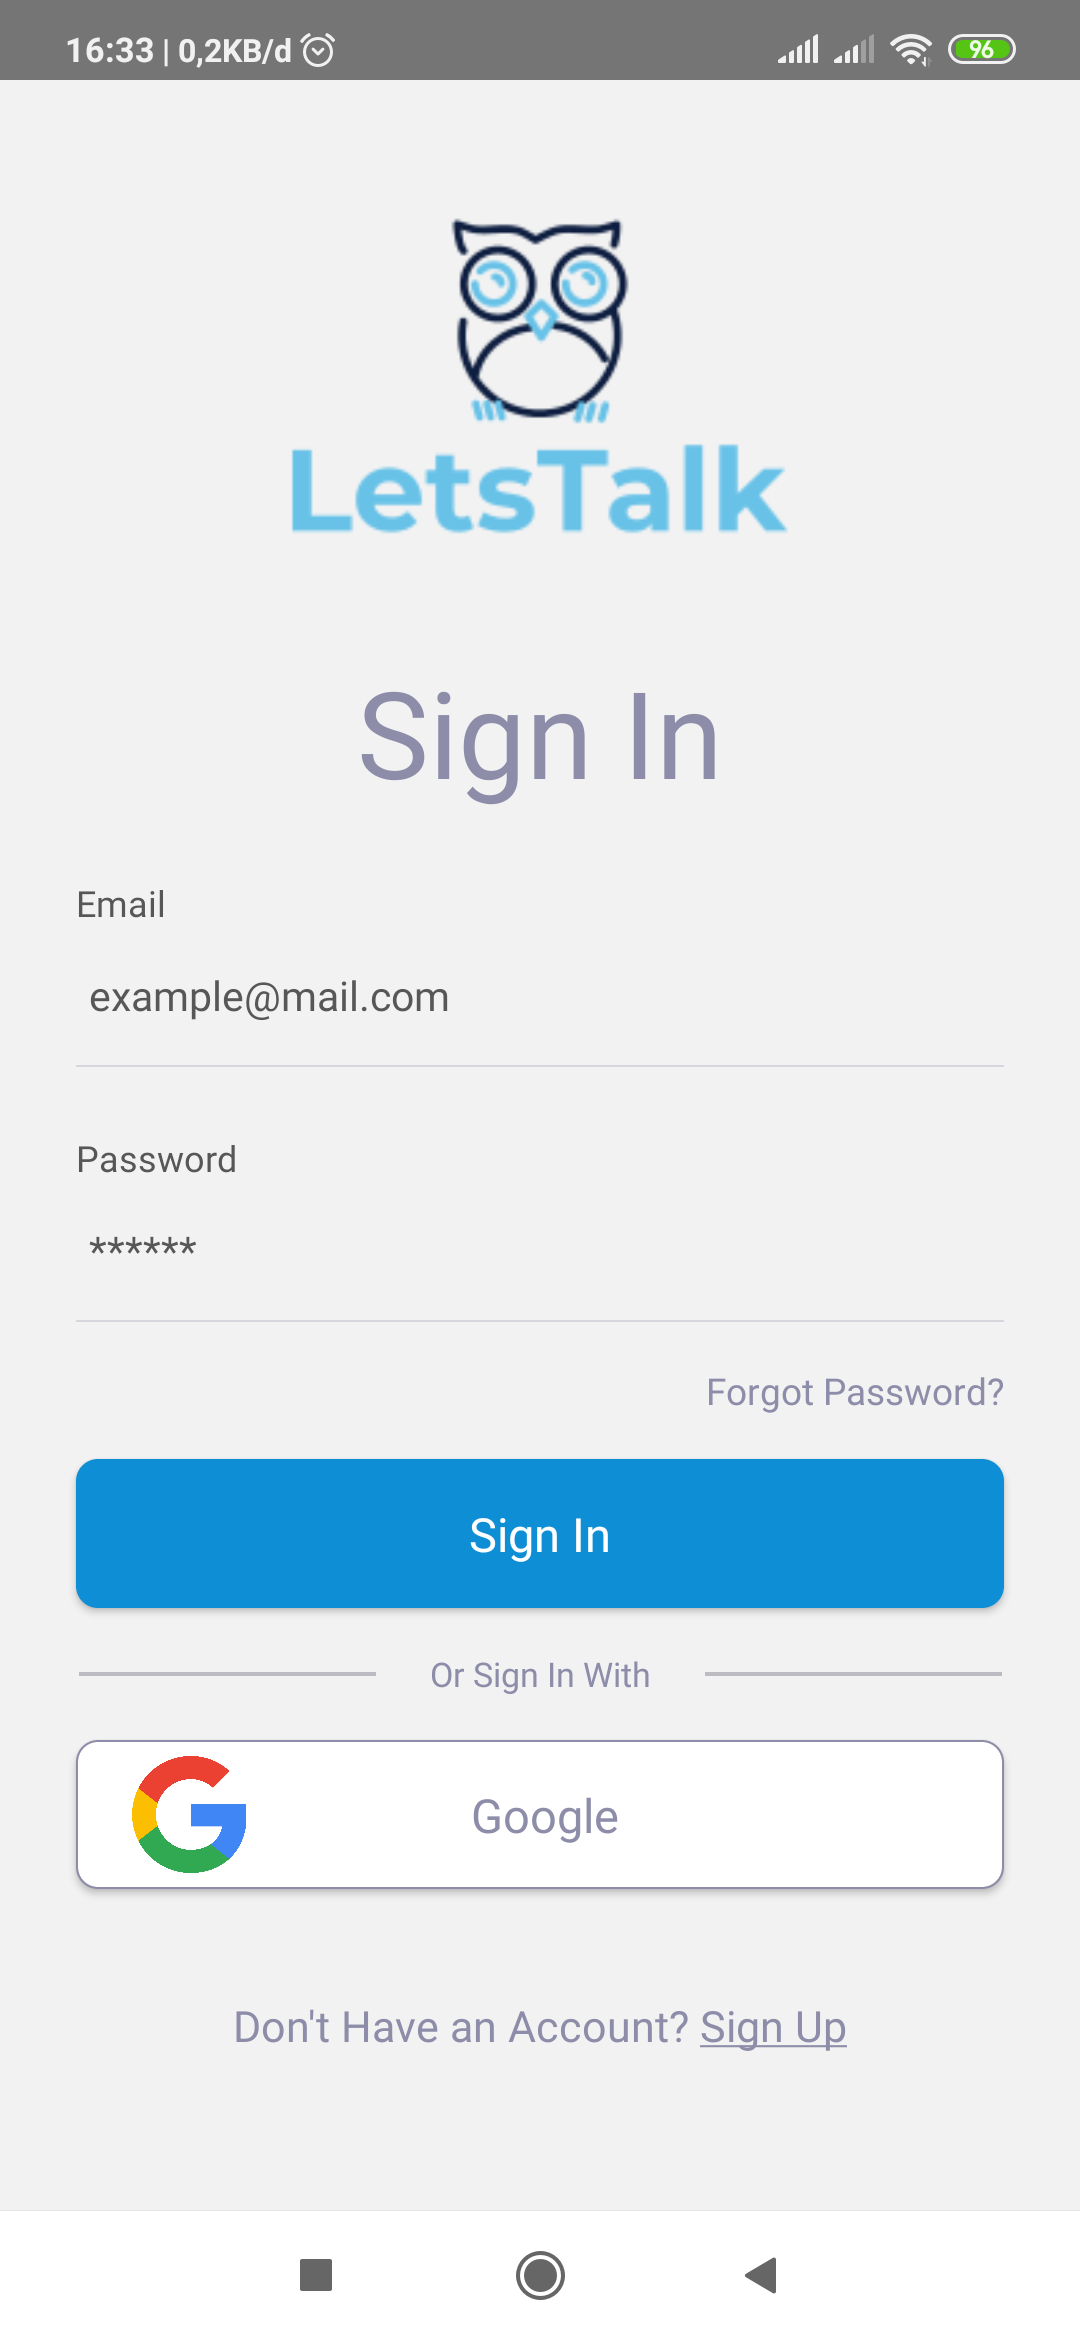 16:33 | 0,2KB/d
96
LetsTalk
Sign In
Email
example@mail.com
Password
******
Forgot Password?
Sign In
Or Sign In With
Google
Don't Have an Account? Sign Up